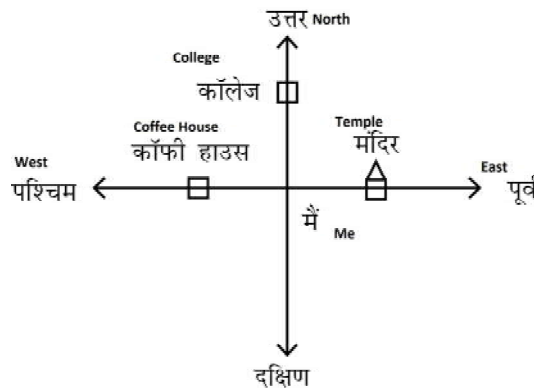 उत्तर North
College
कॉलेज
Coffee House
कॉफी हाउस
Temple
मंदिर
West
पश्चिम
East
पूर्व
मैं
Me
दक्षिण